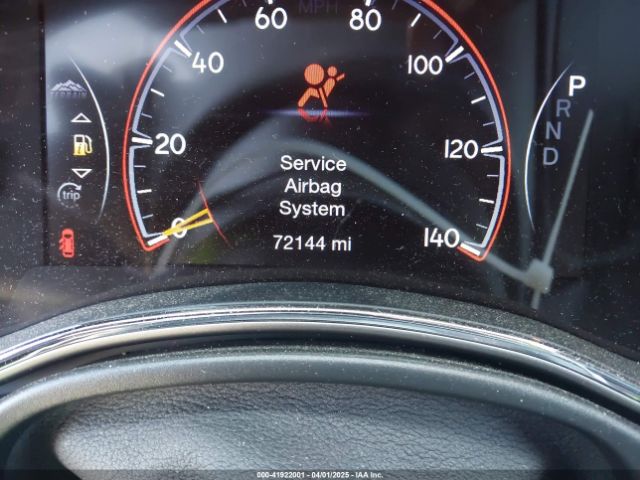 MPH
60 80
40 100
20 120
0 140
TERRAIN
trip
P
R
N
D
Service
Airbag
System
72144 mi
000-41922001 - 04/01/2025 - IAA Inc.